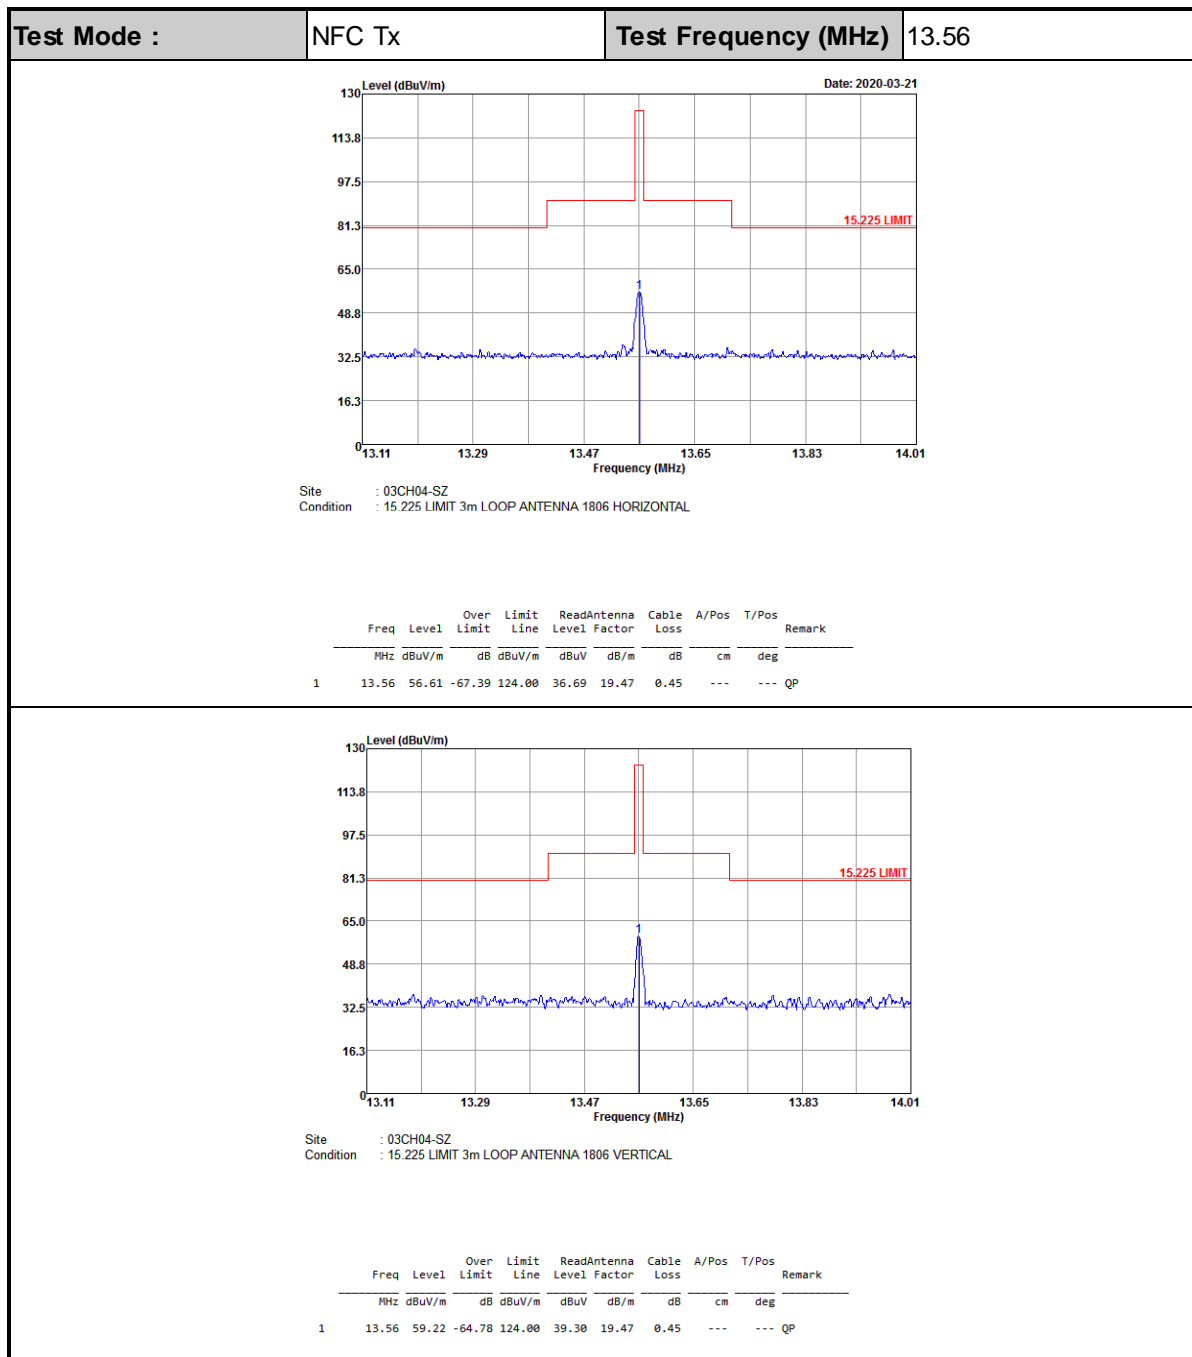 Test Mode : NFC Tx Test Frequency (MHz) 13.56
Level (dBuV/m) Date: 2020-03-21
130
113.8
97.5
81.3
15.225 LIMIT
65.0
1
48.8
32.5
16.3
0
13.11 13.29 13.47 13.65 13.83 14.01
Frequency (MHz)
Site : 03CH04-SZ
Condition : 15.225 LIMIT 3m LOOP ANTENNA 1806 HORIZONTAL
Over Limit ReadAntenna Cable A/Pos T/Pos
Freq Level Limit Line Level Factor Loss Remark
MHz dBuV/m dB dBuV/m dBuV dB/m dB cm deg
1 13.56 56.61 -67.39 124.00 36.69 19.47 0.45 --- --- QP
Level (dBuV/m)
130
113.8
97.5
81.3
15.225 LIMIT
65.0
1
48.8
32.5
16.3
0
13.11 13.29 13.47 13.65 13.83 14.01
Frequency (MHz)
Site : 03CH04-SZ
Condition : 15.225 LIMIT 3m LOOP ANTENNA 1806 VERTICAL
Over Limit ReadAntenna Cable A/Pos T/Pos
Freq Level Limit Line Level Factor Loss Remark
MHz dBuV/m dB dBuV/m dBuV dB/m dB cm deg
1 13.56 59.22 -64.78 124.00 39.30 19.47 0.45 --- --- QP